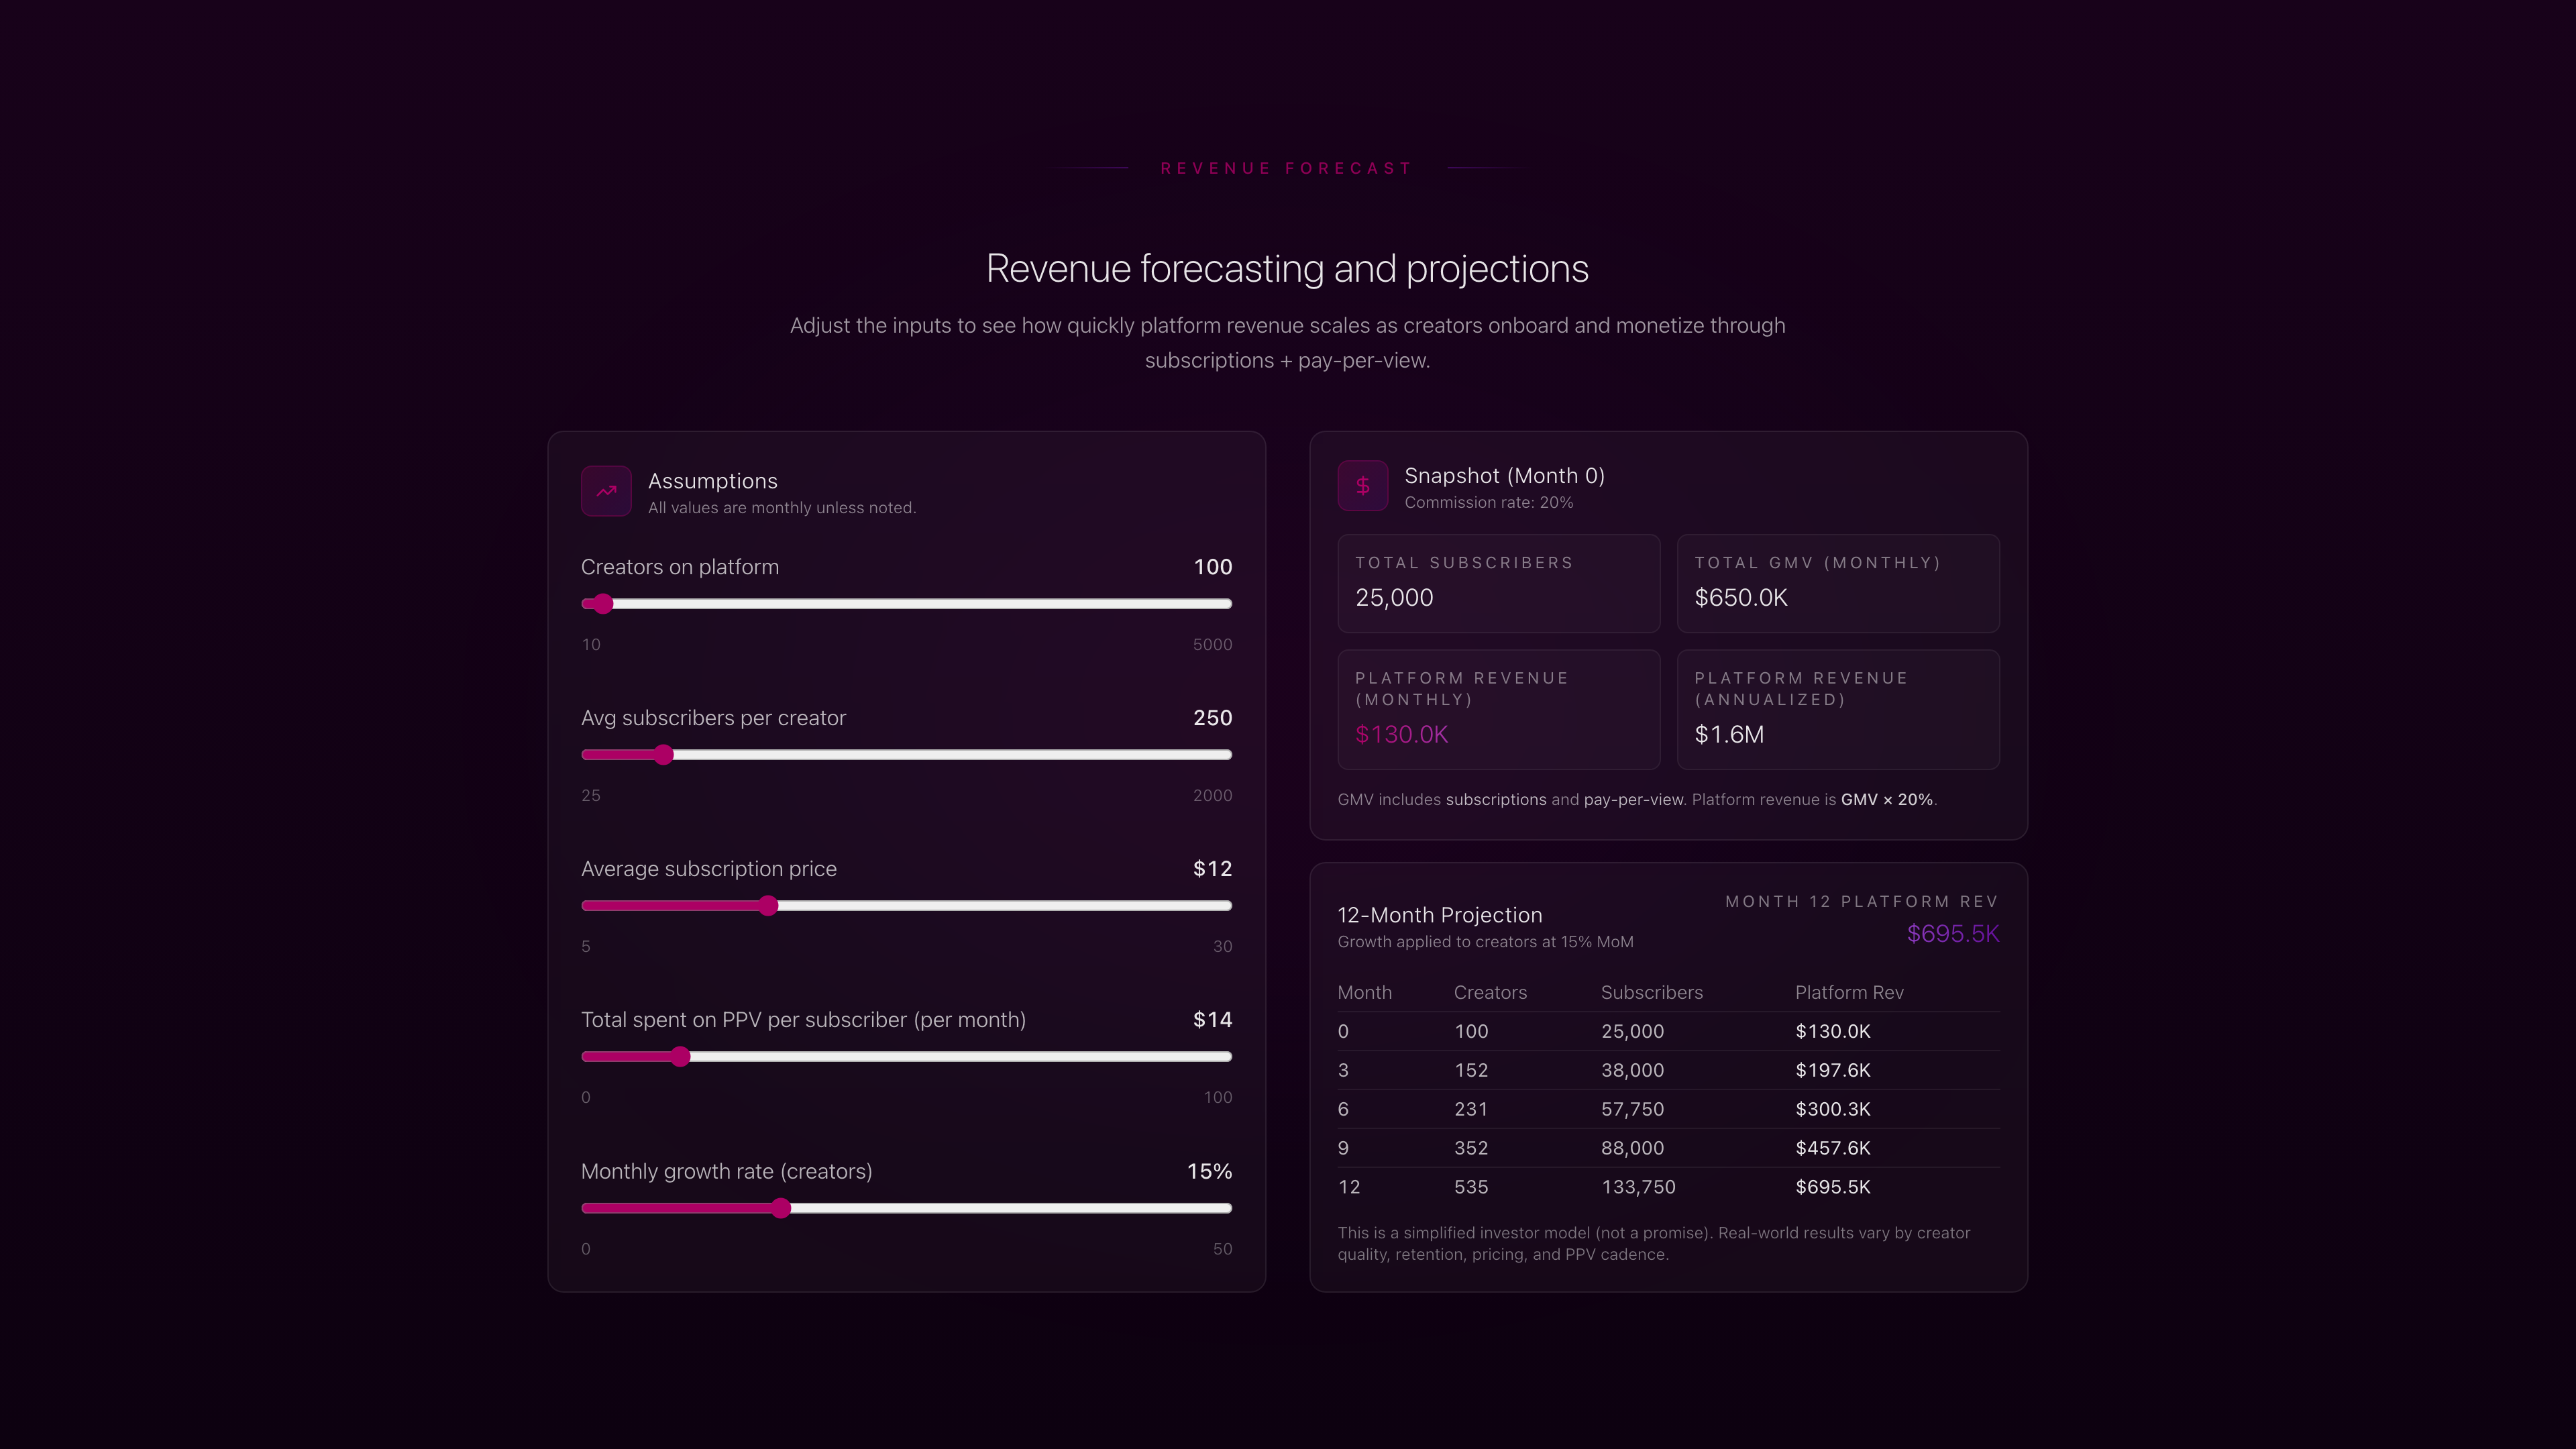 REVENUE FORECAST
Revenue forecasting and projections
Adjust the inputs to see how quickly platform revenue scales as creators onboard and monetize through
subscriptions + pay-per-view.
Assumptions
All values are monthly unless noted.
Creators on platform 100
10 5000
Avg subscribers per creator 250
25 2000
Average subscription price $12
5 30
Total spent on PPV per subscriber (per month) $14
0 100
Monthly growth rate (creators) 15%
0 50
$
Snapshot (Month 0)
Commission rate: 20%
TOTAL SUBSCRIBERS
25,000
TOTAL GMV (MONTHLY)
$650.0K
PLATFORM REVENUE
(MONTHLY)
$130.0K
PLATFORM REVENUE
(ANNUALIZED)
$1.6M
GMV includes subscriptions and pay-per-view. Platform revenue is GMV × 20%.
12-Month Projection
Growth applied to creators at 15% MoM
MONTH 12 PLATFORM REV
$695.5K
Month Creators Subscribers Platform Rev
0 100 25,000 $130.0K
3 152 38,000 $197.6K
6 231 57,750 $300.3K
9 352 88,000 $457.6K
12 535 133,750 $695.5K
This is a simplified investor model (not a promise). Real-world results vary by creator
quality, retention, pricing, and PPV cadence.